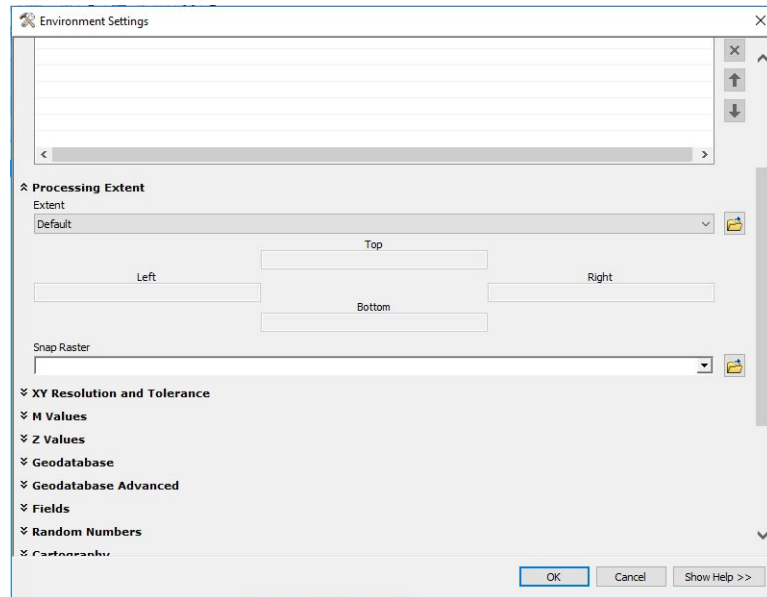 Environment Settings
Processing Extent
Extent
Default
Top
Left
Right
Bottom
Snap Raster
XY Resolution and Tolerance
M Values
Z Values
Geodatabase
Geodatabase Advanced
Fields
Random Numbers
Cartography
OK
Cancel
Show Help >>